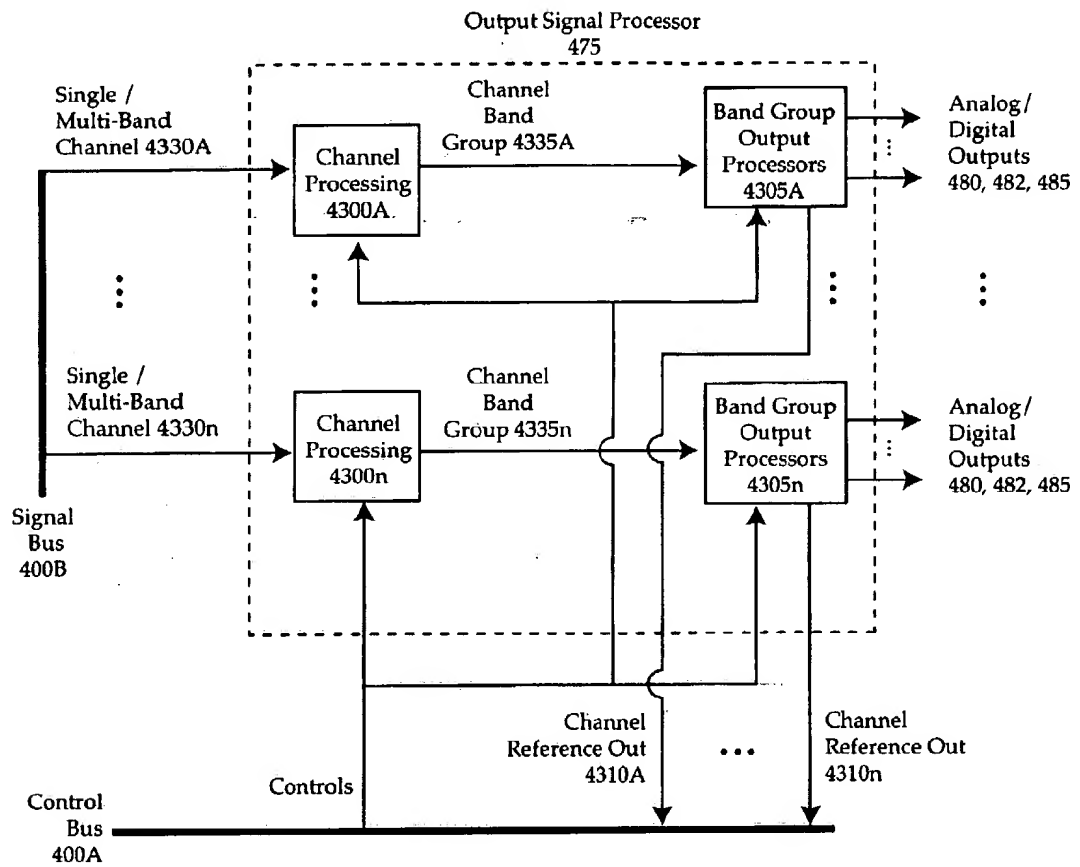 Output Signal Processor
475
Single /
Multi-Band
Channel 4330A
Channel
Band
Group 4335A
Channel
Processing
4300A
Band Group
Output
Processors
4305A
Analog/
Digital
Outputs
480, 482, 485
Single /
Multi-Band
Channel 4330n
Channel
Band
Group 4335n
Channel
Processing
4300n
Band Group
Output
Processors
4305n
Analog/
Digital
Outputs
480, 482, 485
Signal
Bus
400B
Channel
Reference Out
4310A
Channel
Reference Out
4310n
Controls
Control
Bus
400A